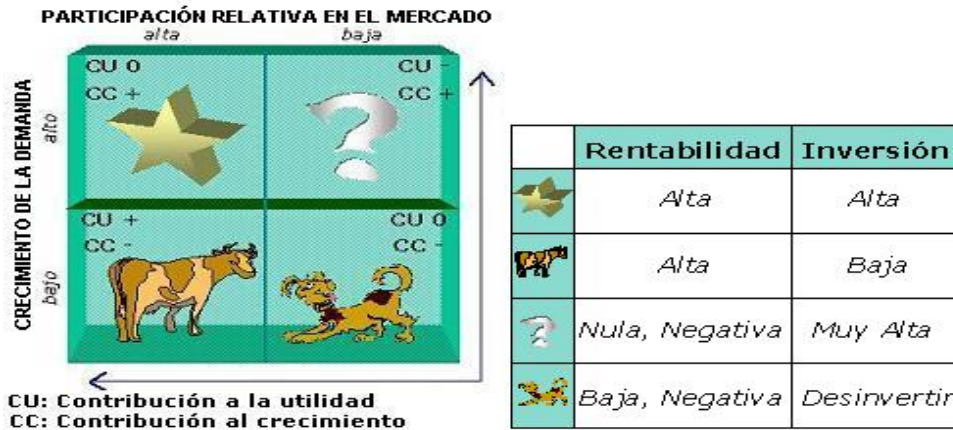 PARTICIPACIÓN RELATIVA EN EL MERCADO
alta baja
CRECIMIENTO DE LA DEMANDA
alto
bajo
CU 0
CC +
CU -
CC +
CU +
CC -
CU 0
CC -
CU: Contribución a la utilidad
CC: Contribución al crecimiento
Rentabilidad Inversión
Alta Alta
Alta Baja
Nula, Negativa Muy Alta
Baja, Negativa Desinvertir